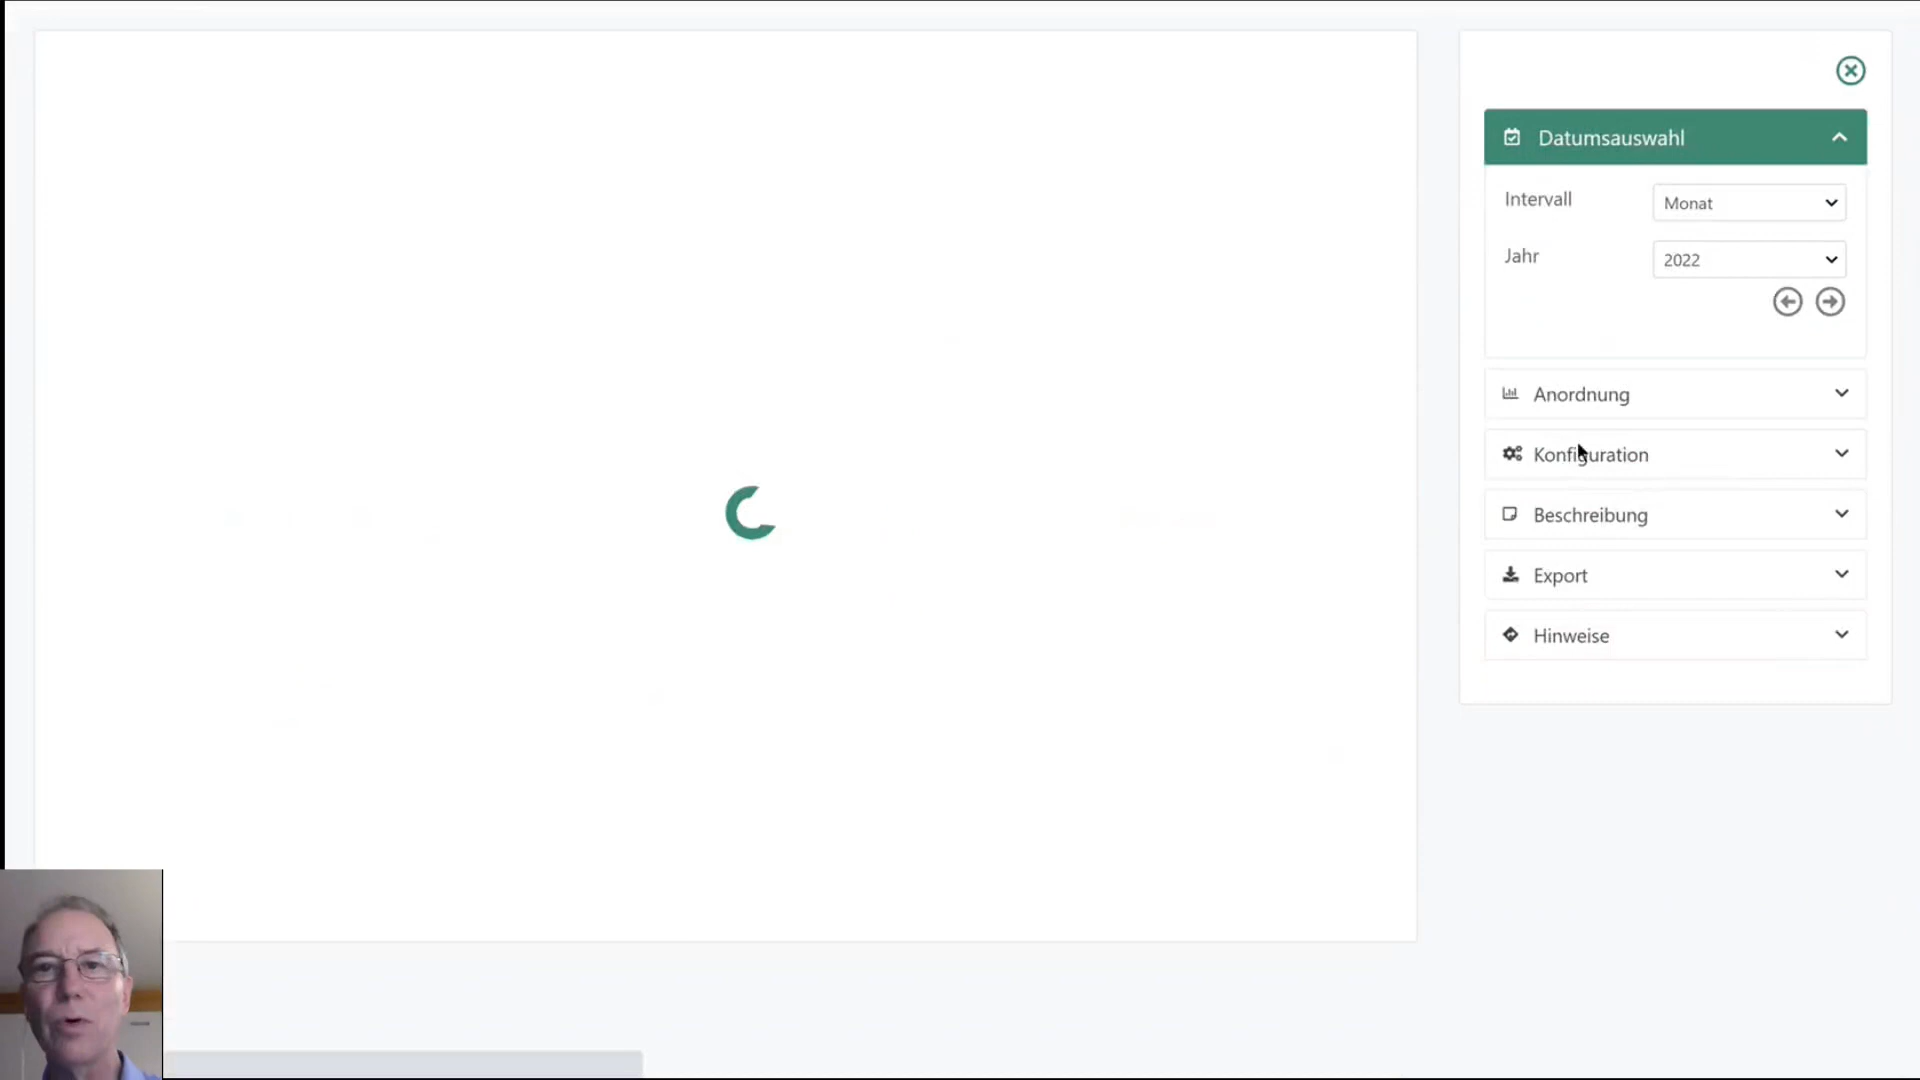 Datumsauswahl
Intervall
Monat
Jahr
2022
Anordnung
Konfiguration
Beschreibung
Export
Hinweise